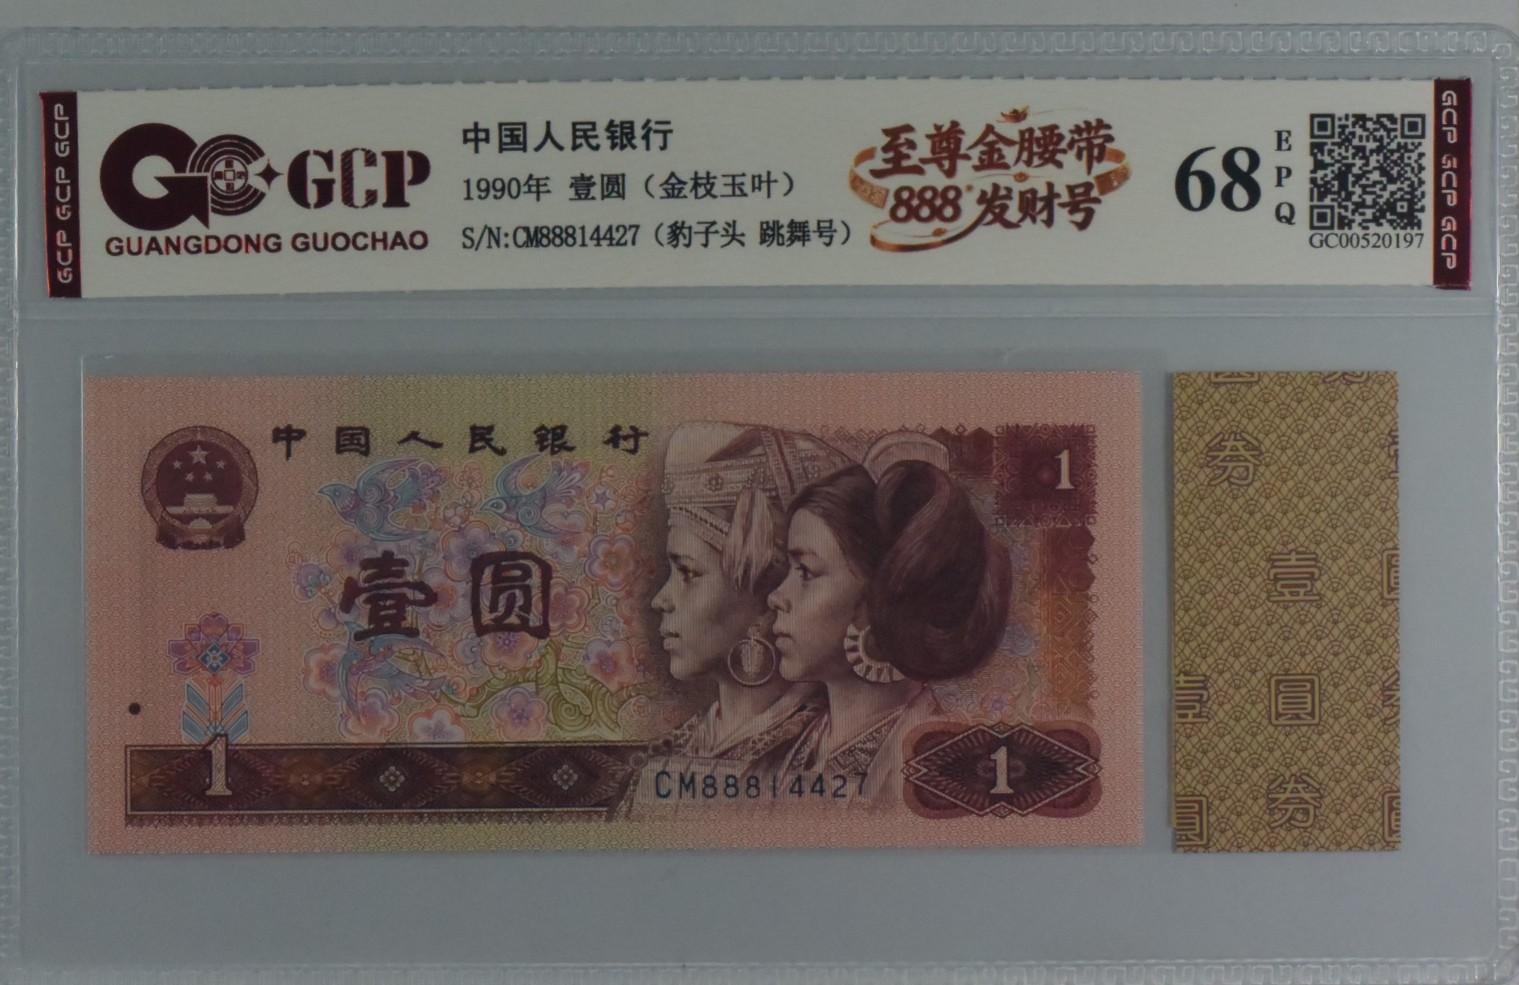 GCP GCP GCP
GCP
GUANGDONG GUOCHAO
中国人民银行
1990年 壹圆（金枝玉叶）
S/N:CM88814427（豹子头 跳舞号）
至尊金腰带
888发财号
68
EPQ
GC00520197
GCP GCP GCP
中国人民银行
1
壹圆
1
CM88814427
1
券
壹
圓
券
壹
圓